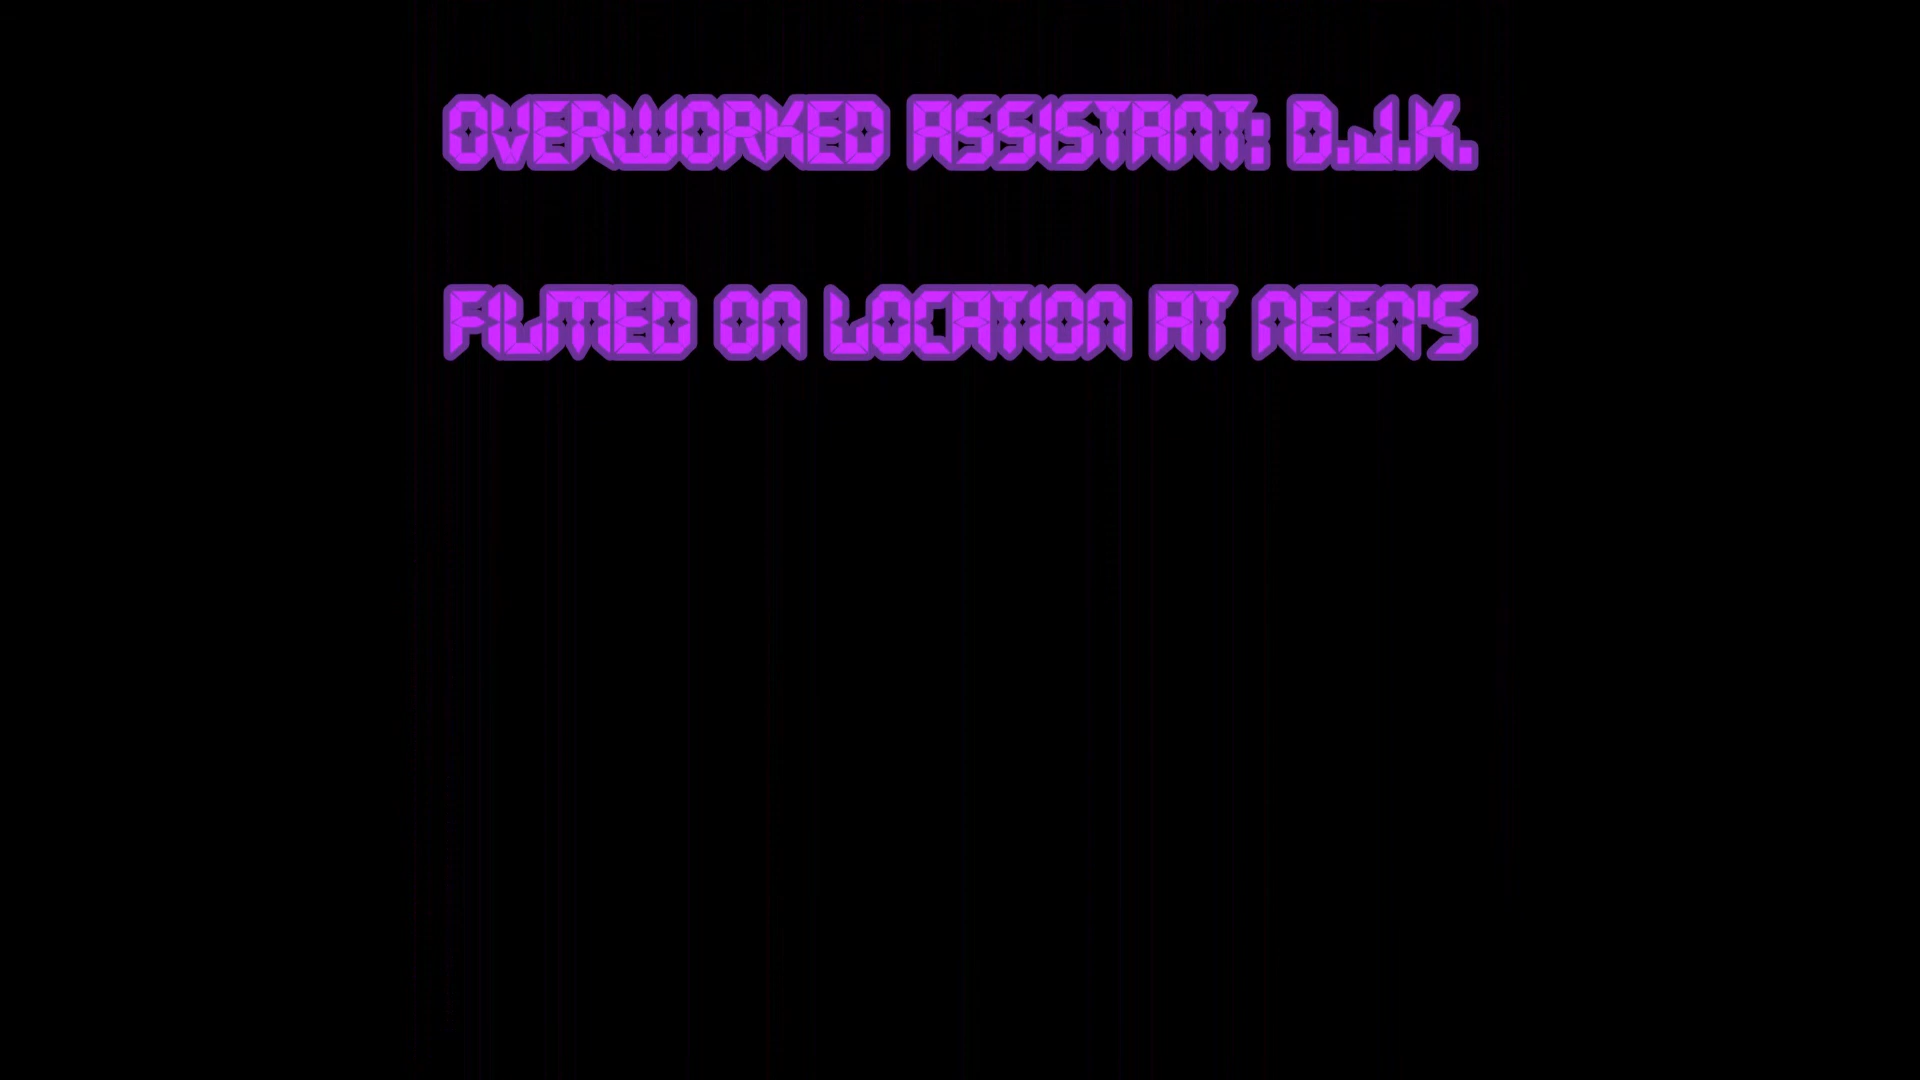 OVERWORKED ASSISTANT: D.J.K.
FILMED ON LOCATION AT NEEN'S